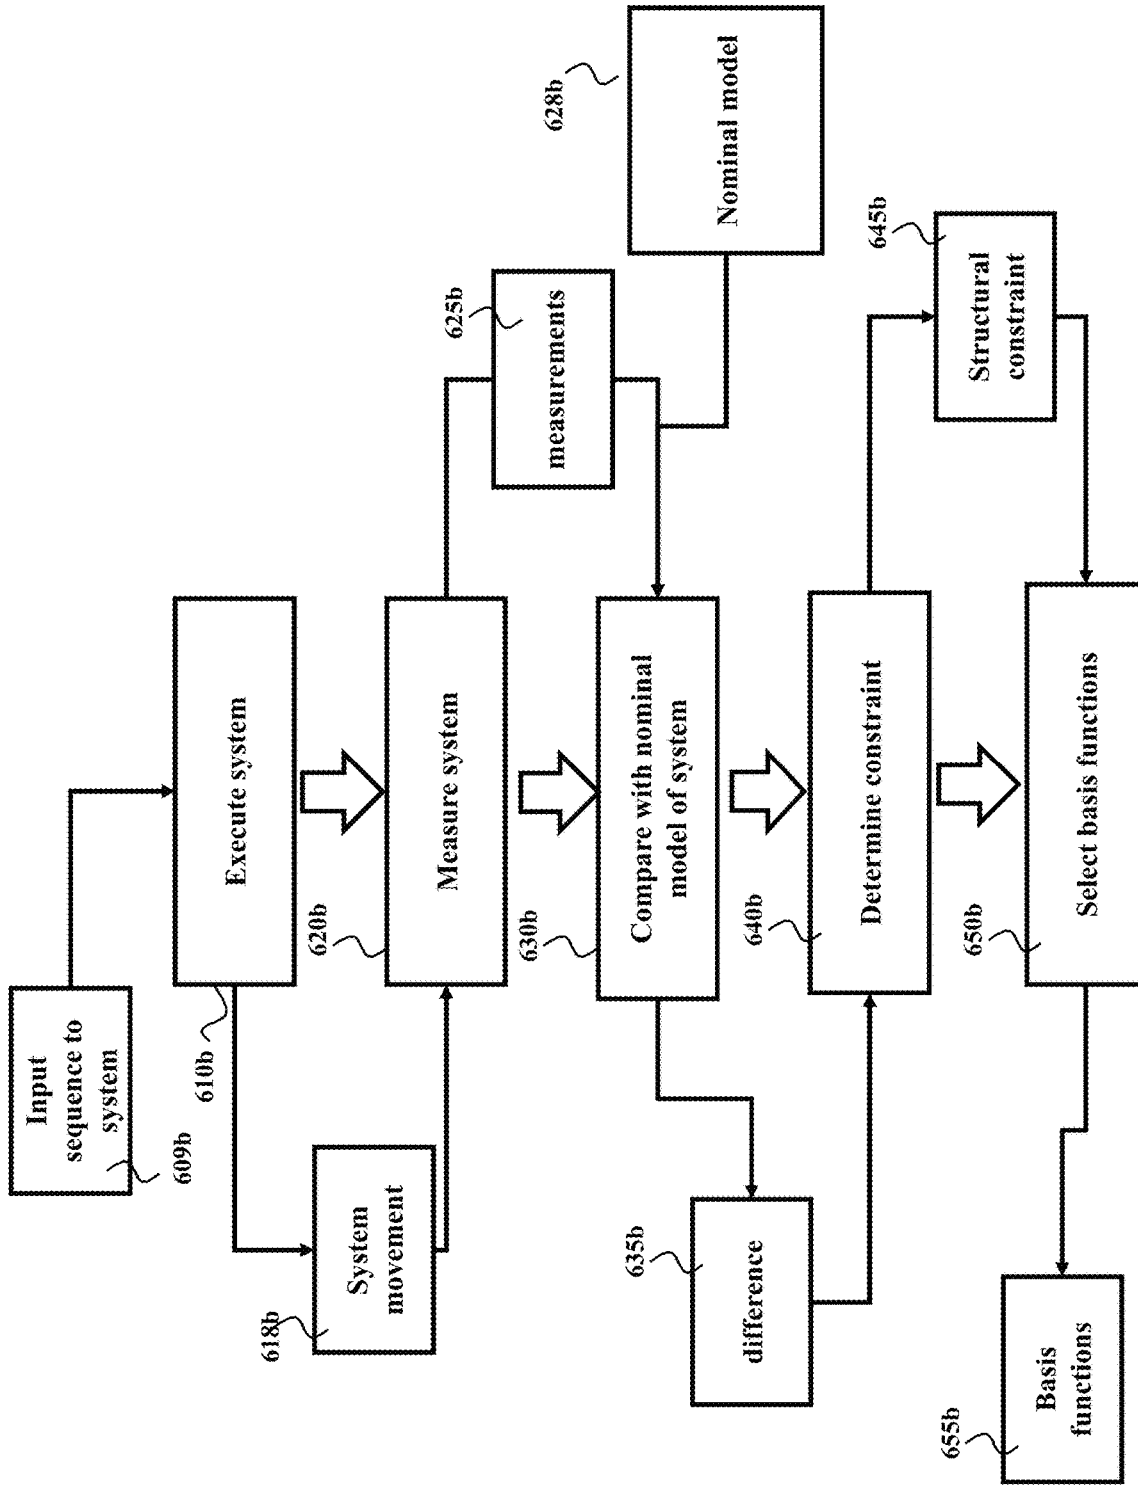 609b
Input
sequence to
system
610b
Execute system
618b
System
movement
620b
Measure system
625b
measurements
628b
Nominal model
630b
Compare with nominal
model of system
635b
difference
640b
Determine constraint
645b
Structural
constraint
650b
Select basis functions
655b
Basis
functions